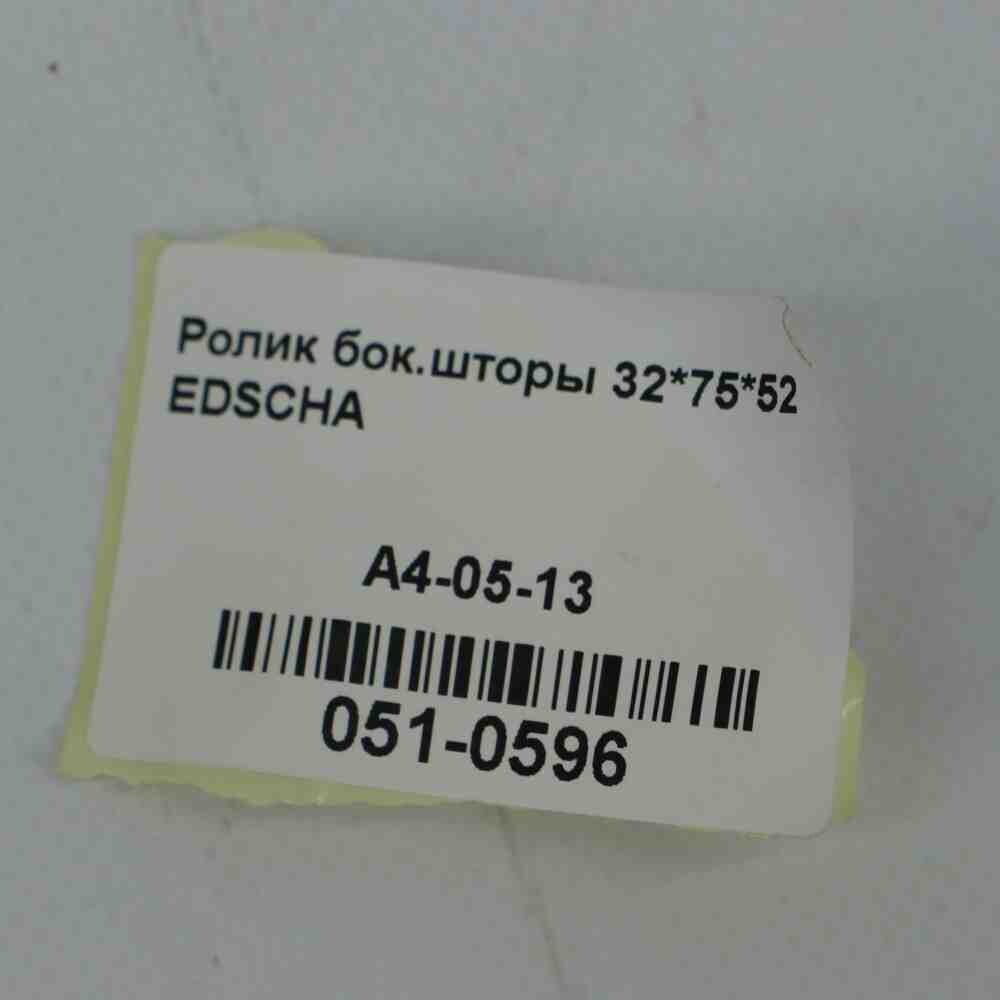 Ролик бок.шторы 32*75*52
EDSCHA
A4-05-13
051-0596